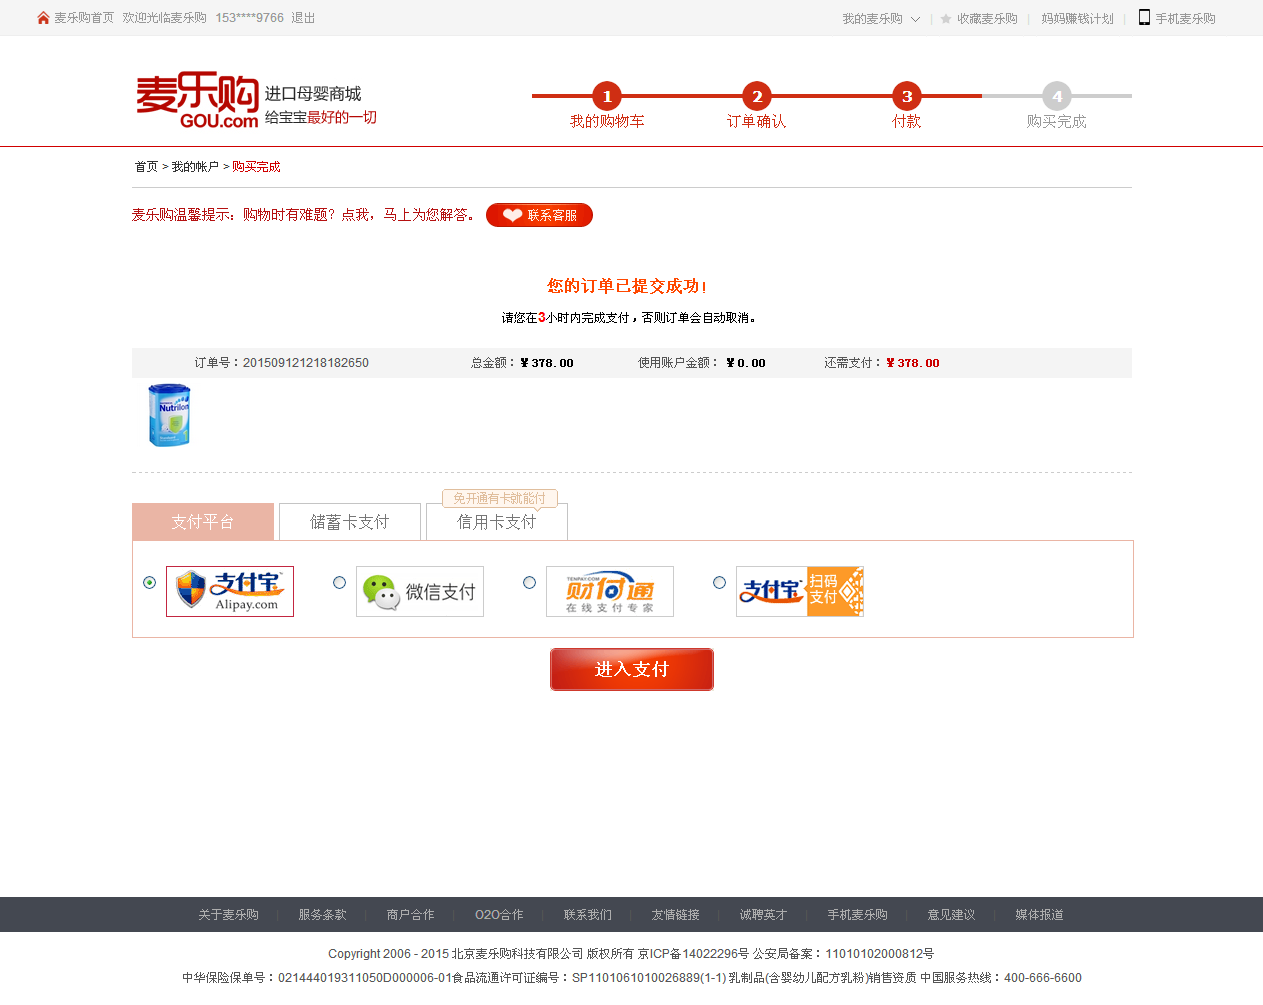 麦乐购首页 欢迎光临麦乐购 153****9766 退出 我的麦乐购 收藏麦乐购 妈妈赚钱计划 手机麦乐购
麦乐购 GOU.com 进口母婴商城
给宝宝最好的一切
1 2 3 4
我的购物车 订单确认 付款 购买完成
首页 > 我的帐户 > 购买完成
麦乐购温馨提示：购物时有难题？点我，马上为您解答。 联系客服
您的订单已提交成功!
请您在3小时内完成支付，否则订单会自动取消。
订单号：201509121218182650 总金额：¥ 378.00 使用账户金额： ¥ 0.00 还需支付：¥ 378.00
Nutrilon
免开通有卡就能付
支付平台 储蓄卡支付 信用卡支付
支付宝 Alipay.com
微信支付
TENPAY.COM 财付通 在线支付专家
支付宝 扫码支付
进入支付
关于麦乐购 服务条款 商户合作 O2O合作 联系我们 友情链接 诚聘英才 手机麦乐购 意见建议 媒体报道
Copyright 2006 - 2015 北京麦乐购科技有限公司 版权所有 京ICP备14022296号 公安局备案：11010102000812号
中华保险保单号：021444019311050D000006-01食品流通许可证编号：SP1101061010026889(1-1) 乳制品(含婴幼儿配方乳粉)销售资质 中国服务热线：400-666-6600